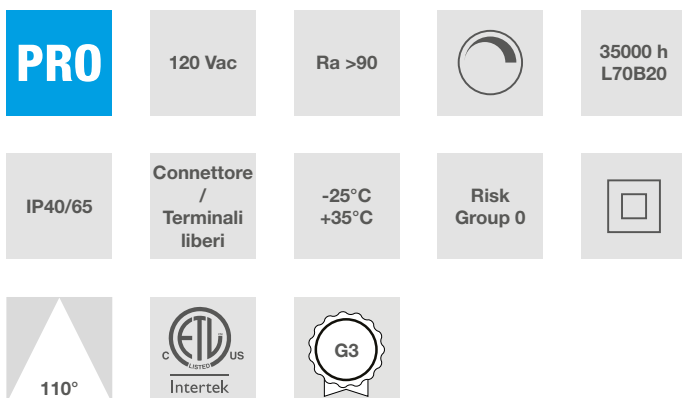 PRO
120 Vac
Ra >90
35000 h
L70B20
IP40/65
Connettore
/
Terminali
liberi
-25°C
+35°C
Risk
Group 0
110°
ETL
C
US
LISTED
Intertek
G3